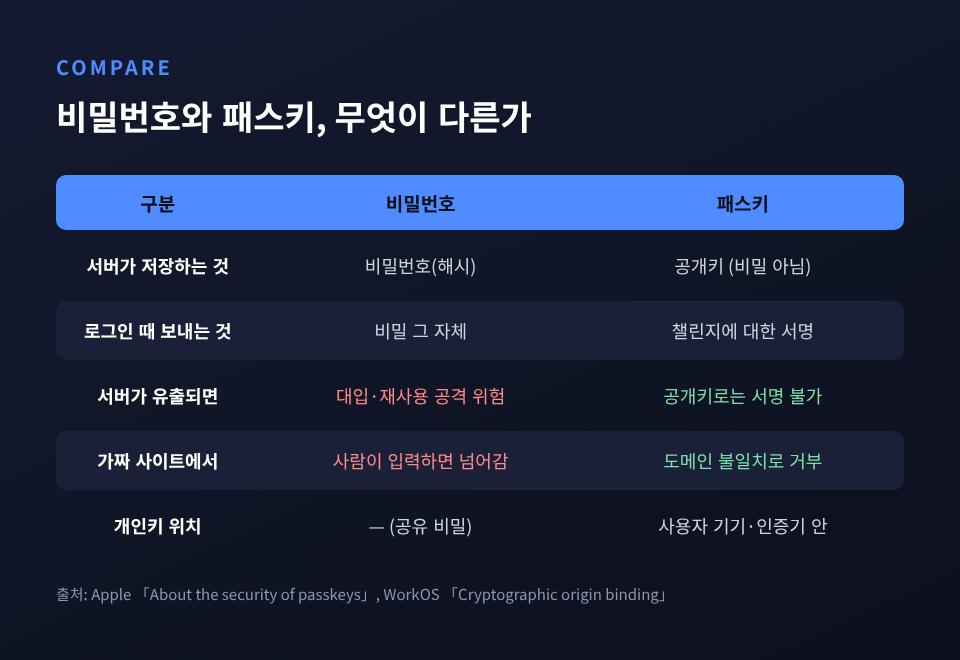 COMPARE
비밀번호와 패스키, 무엇이 다른가
구분 비밀번호 패스키
서버가 저장하는 것 비밀번호(해시) 공개키 (비밀 아님)
로그인 때 보내는 것 비밀 그 자체 챌린지에 대한 서명
서버가 유출되면 대입·재사용 공격 위험 공개키로는 서명 불가
가짜 사이트에서 사람이 입력하면 넘어감 도메인 불일치로 거부
개인키 위치 — (공유 비밀) 사용자 기기·인증기 안
출처: Apple 「About the security of passkeys」, WorkOS 「Cryptographic origin binding」